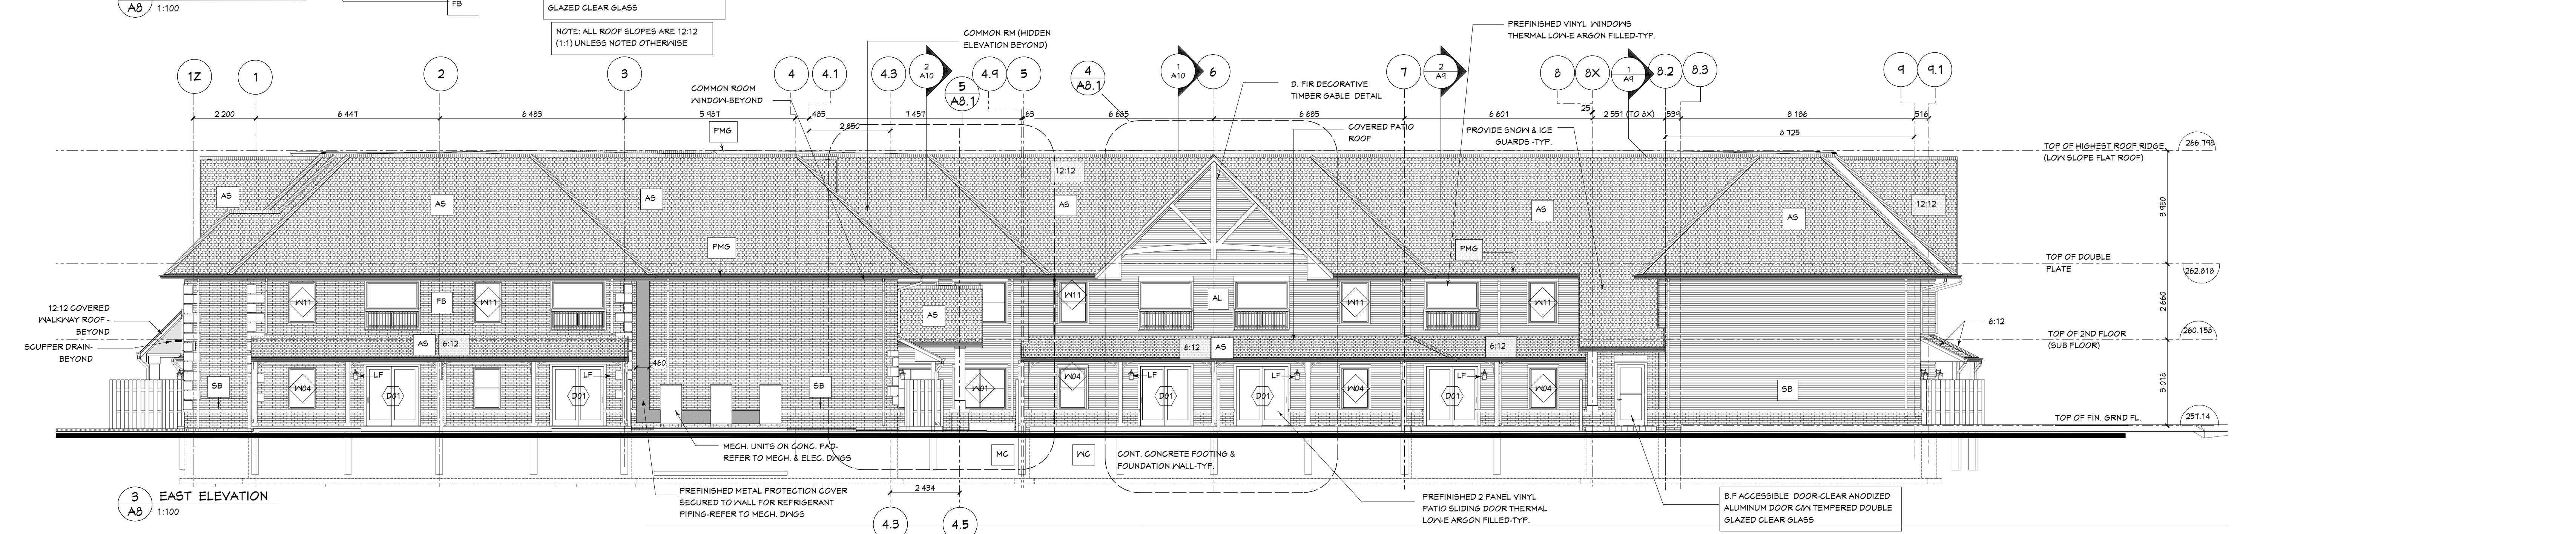 A8
1:100
FB
GLAZED CLEAR GLASS
NOTE: ALL ROOF SLOPES ARE 12:12
(1:1) UNLESS NOTED OTHERWISE
COMMON RM (HIDDEN
ELEVATION BEYOND)
PREFINISHED VINYL WINDOWS
THERMAL LOW-E ARGON FILLED-TYP.
1Z
1
2
3
4
4.1
4.3
2
A10
4.9
5
5
A8.1
4
A8.1
1
A10
6
7
2
A9
8
8X
1
A9
8.2
8.3
9
9.1
COMMON ROOM
WINDOW-BEYOND
D. FIR DECORATIVE
TIMBER GABLE DETAIL
2 200
6 447
6 483
5 987
485
7 457
63
6 685
6 685
6 601
25
2 551 (TO 8X)
539
8 186
516
PMG
2 850
COVERED PATIO
ROOF
PROVIDE SNOW & ICE
GUARDS -TYP.
8 725
TOP OF HIGHEST ROOF RIDGE
(LOW SLOPE FLAT ROOF)
266.798
12:12
AS
AS
AS
AS
AS
AS
12:12
3 980
PMG
PMG
TOP OF DOUBLE
PLATE
262.818
12:12 COVERED
WALKWAY ROOF -
BEYOND
SCUPPER DRAIN-
BEYOND
W11
FB
W11
AS
W11
AL
W11
W11
2 660
6:12
AS
6:12
6:12
AS
6:12
TOP OF 2ND FLOOR
(SUB FLOOR)
260.158
460
SB
W04
LF
D01
LF
D01
SB
W01
W04
LF
D01
D01
LF
W04
LF
D01
W04
SB
3 018
TOP OF FIN. GRND FL.
257.14
MECH. UNITS ON CONC. PAD-
REFER TO MECH. & ELEC. DWGS
MC
WC
CONT. CONCRETE FOOTING &
FOUNDATION WALL-TYP.
3
A8
EAST ELEVATION
1:100
PREFINISHED METAL PROTECTION COVER
SECURED TO WALL FOR REFRIGERANT
PIPING-REFER TO MECH. DWGS
2 434
4.3
4.5
PREFINISHED 2 PANEL VINYL
PATIO SLIDING DOOR THERMAL
LOW-E ARGON FILLED-TYP.
B.F ACCESSIBLE DOOR-CLEAR ANODIZED
ALUMINUM DOOR C/W TEMPERED DOUBLE
GLAZED CLEAR GLASS